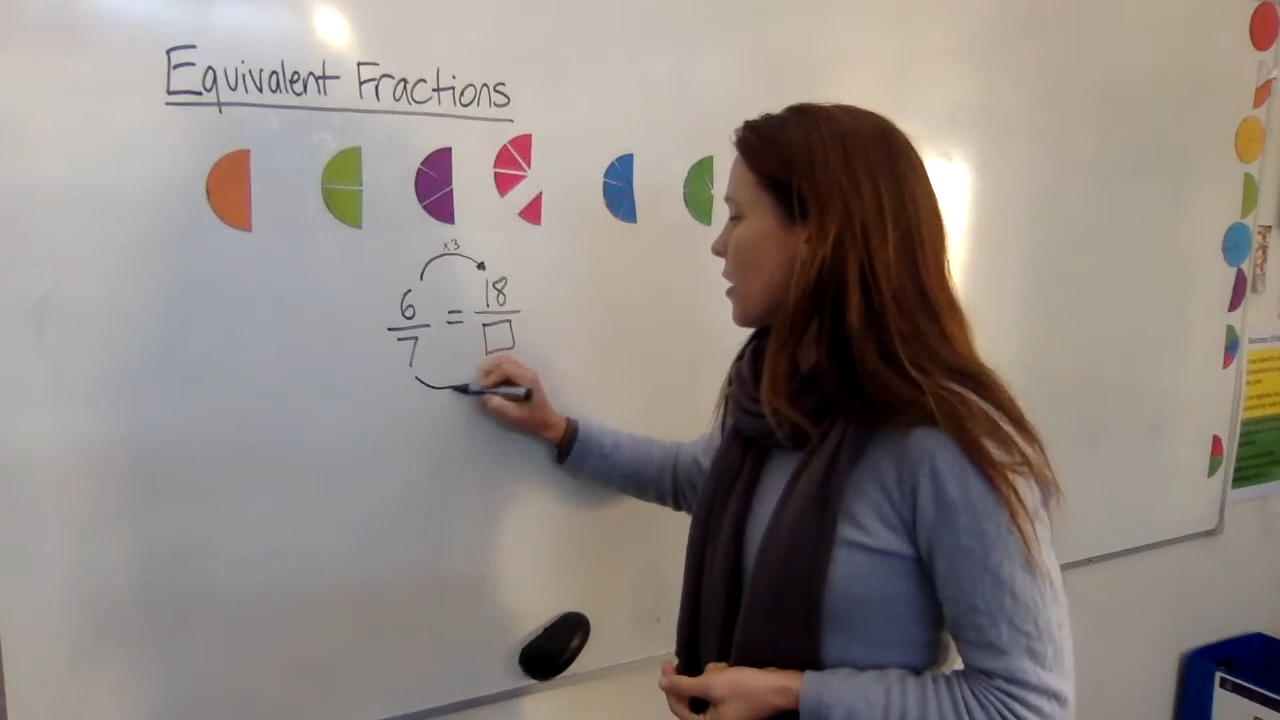 Equivalent Fractions
x3
6/7 = 18/□